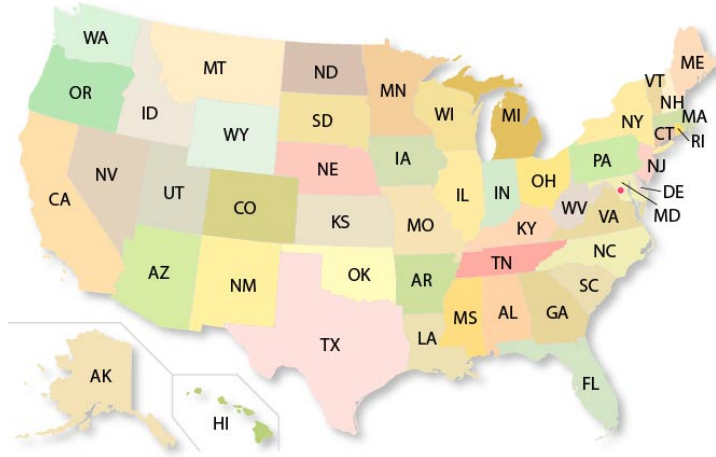 WA
MT
ND
MN
ME
VT
NH
OR
ID
SD
WI
MI
NY
MA
CT
RI
WY
NE
IA
PA
NJ
NV
UT
CO
KS
MO
IL
IN
OH
WV
DE
MD
CA
KY
VA
AZ
NM
OK
AR
TN
NC
SC
TX
LA
MS
AL
GA
AK
HI
FL